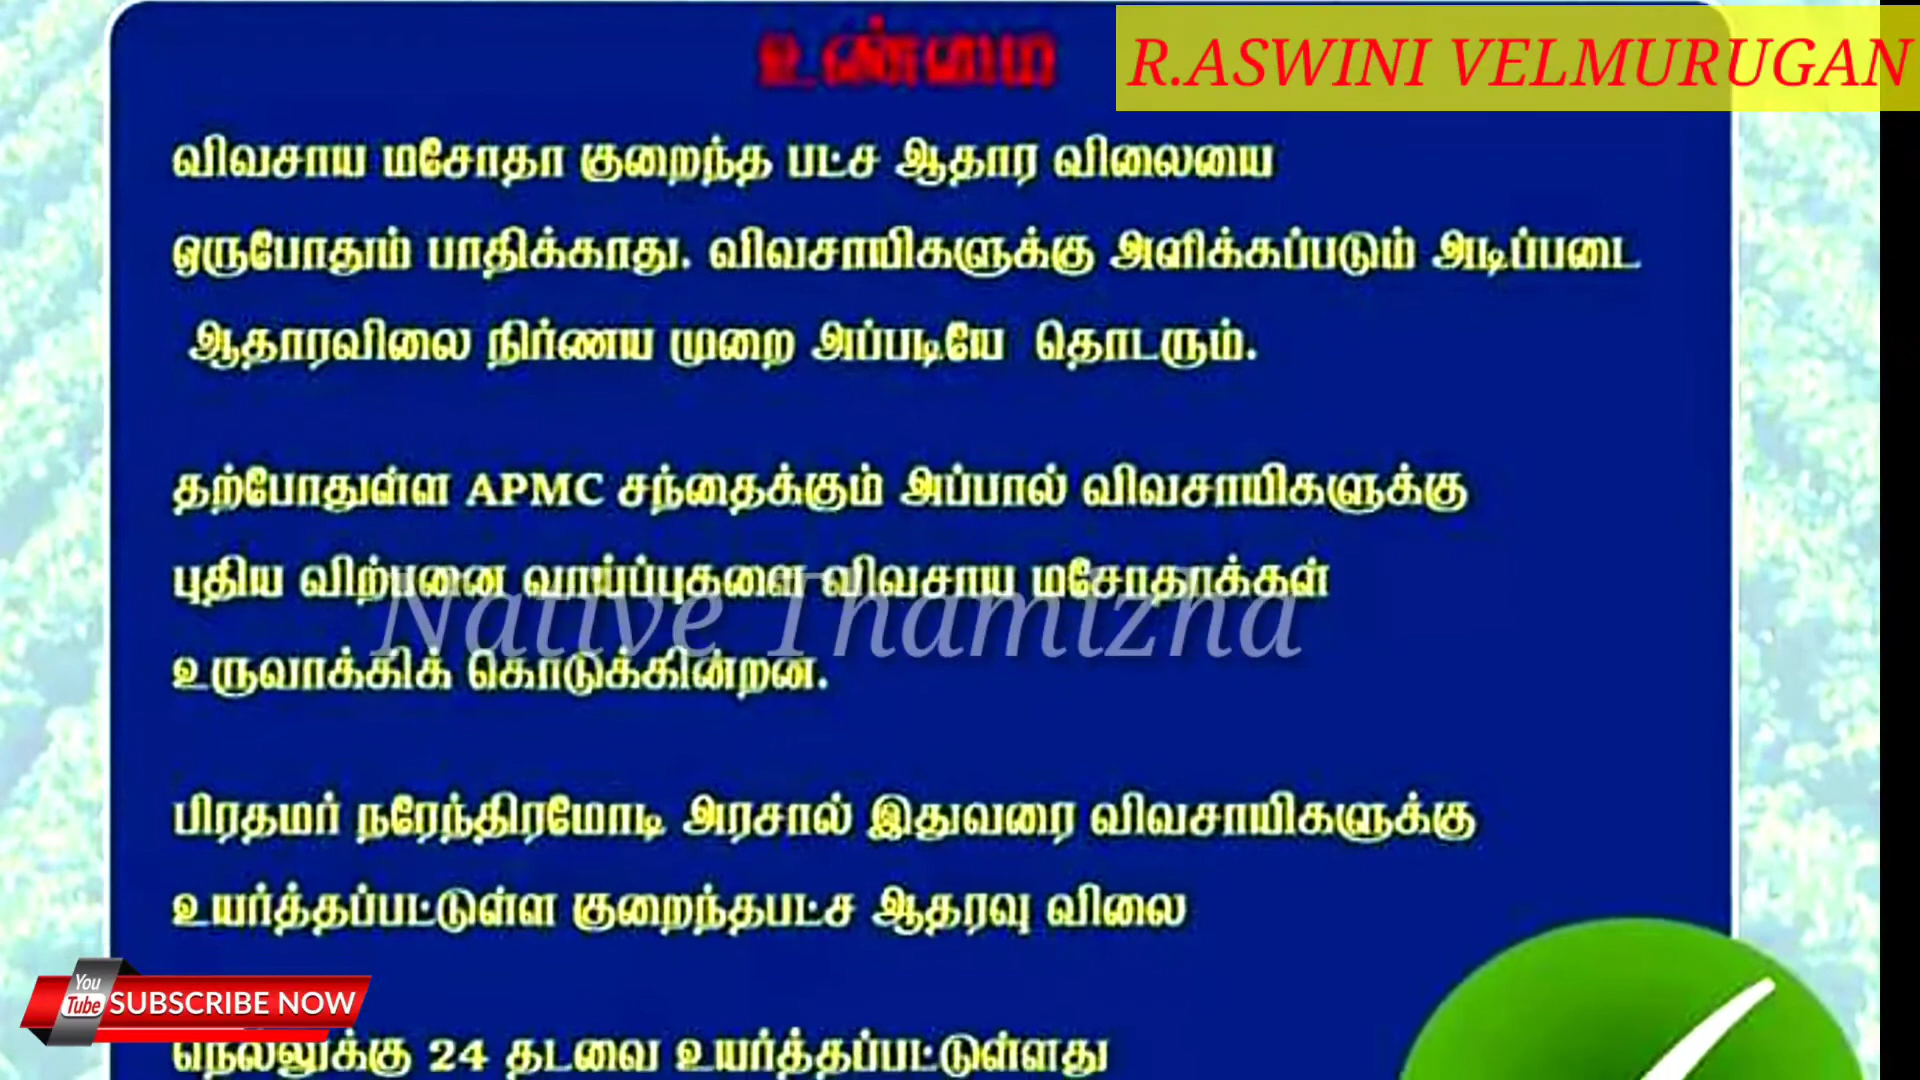 உண்மை
R.ASWINI VELMURUGAN
விவசாய மசோதா குறைந்த பட்ச ஆதார விலையை
ஒருபோதும் பாதிக்காது. விவசாயிகளுக்கு அளிக்கப்படும் அடிப்படை
ஆதாரவிலை நிர்ணய முறை அப்படியே தொடரும்.
தற்போதுள்ள APMC சந்தைக்கும் அப்பால் விவசாயிகளுக்கு
புதிய விற்பனை வாய்ப்புகளை விவசாய மசோதாக்கள்
Native Thamizha
உருவாக்கிக் கொடுக்கின்றன.
பிரதமர் நரேந்திரமோடி அரசால் இதுவரை விவசாயிகளுக்கு
உயர்த்தப்பட்டுள்ள குறைந்தபட்ச ஆதரவு விலை
You
Tube
SUBSCRIBE NOW
நெல்லுக்கு 24 தடவை உயர்த்தப்பட்டுள்ளது